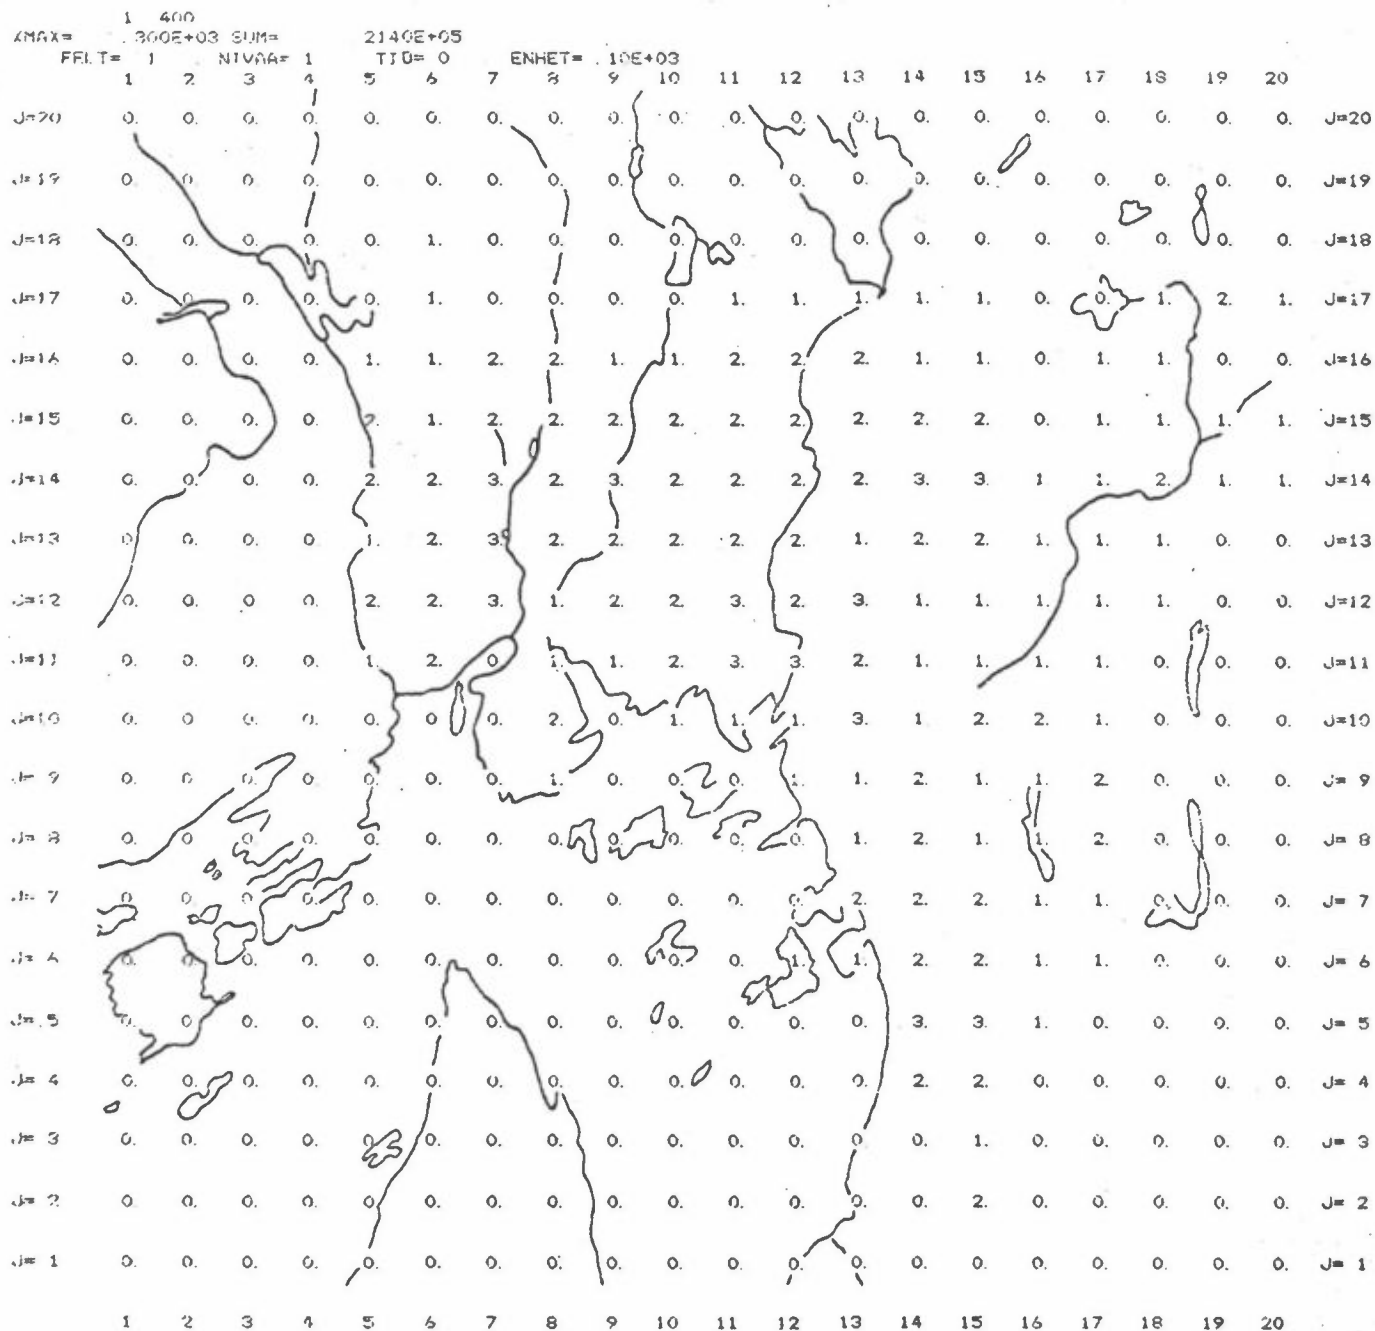 1 400
XMAX= .300E+03 SUM= 2140E+05
FELT= 1 NIVAA= 1 TID= 0 ENHET= .10E+03
1 2 3 4 5 6 7 8 9 10 11 12 13 14 15 16 17 18 19 20
J=20 0. 0. 0. 0. 0. 0. 0. 0. 0. 0. 0. 0. 0. 0. 0. 0. 0. 0. 0. 0. J=20
J=19 0. 0. 0. 0. 0. 0. 0. 0. 0. 0. 0. 0. 0. 0. 0. 0. 0. 0. 0. 0. J=19
J=18 0. 0. 0. 0. 0. 1. 0. 0. 0. 0. 0. 0. 0. 0. 0. 0. 0. 0. 0. 0. J=18
J=17 0. 0. 0. 0. 0. 1. 0. 0. 0. 0. 1. 1. 1. 1. 1. 0. 0. 1. 2. 1. J=17
J=16 0. 0. 0. 0. 1. 1. 2. 2. 1. 1. 2. 2. 2. 1. 1. 0. 1. 1. 0. 0. J=16
J=15 0. 0. 0. 0. 2. 1. 2. 2. 2. 2. 2. 2. 2. 2. 2. 0. 1. 1. 1. 1. J=15
J=14 0. 0. 0. 0. 2. 2. 3. 2. 3. 2. 2. 2. 2. 3. 3. 1 1. 2. 1. 1. J=14
J=13 0. 0. 0. 0. 1. 2. 3. 2. 2. 2. 2. 2. 1. 2. 2. 1. 1. 1. 0. 0. J=13
J=12 0. 0. 0 0. 2. 2. 3. 1. 2. 2. 3. 2. 3. 1. 1. 1. 1. 1. 0. 0. J=12
J=11 0. 0. 0. 0. 1. 2. 0. 1. 1. 2. 3. 3. 2. 1. 1. 1. 1. 0. 0. 0. J=11
J=10 0. 0. 0. 0. 0. 0 0. 2. 0. 1. 1. 1. 3. 1 2. 2. 1. 0. 0. 0. J=10
J= 9 0. 0 0. 0. 0. 0. 0. 1. 0. 0. 0. 1. 1. 2. 1. 1. 2. 0. 0. 0. J= 9
J= 8 0. 0. 0. 0. 0. 0. 0. 0. 0. 0. 0. 0. 1. 2. 1. 1. 2. 0. 0. 0. J= 8
J= 7 0. 0. 0. 0. 0. 0. 0. 0. 0. 0. 0. 0. 2. 2. 2. 1. 1. 0. 0. 0. J= 7
J= 6 0. 0. 0. 0. 0. 0. 0. 0. 0. 0. 0. 1. 1. 2. 2. 1. 1. 0. 0. 0. J= 6
J= 5 0. 0. 0. 0. 0. 0. 0. 0. 0. 0. 0. 0. 0. 3. 3. 1. 0. 0. 0. 0. J= 5
J= 4 0. 0. 0. 0. 0. 0. 0. 0. 0. 0. 0. 0. 0. 2. 2. 0. 0. 0. 0. 0. J= 4
J= 3 0. 0. 0. 0. 0. 0. 0. 0. 0. 0. 0. 0. 0. 0. 1. 0. 0. 0. 0. 0. J= 3
J= 2 0. 0. 0. 0. 0. 0. 0. 0. 0. 0. 0. 0. 0. 0. 2. 0. 0. 0. 0. 0. J= 2
J= 1 0. 0. 0. 0. 0. 0. 0. 0. 0. 0. 0. 0. 0. 0. 0. 0. 0. 0. 0. 0. J= 1
1 2 3 4 5 6 7 8 9 10 11 12 13 14 15 16 17 18 19 20